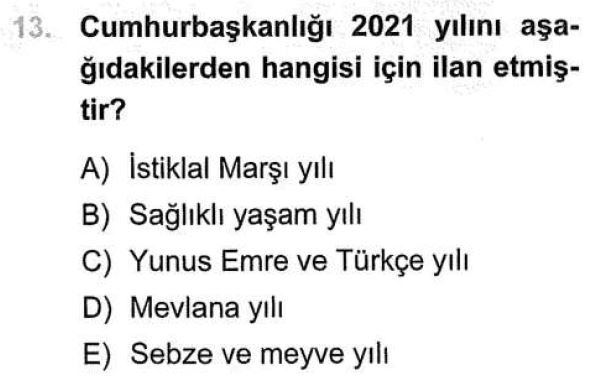 13. Cumhurbaşkanlığı 2021 yılını aşa-
ğıdakilerden hangisi için ilan etmiş-
tir?
A) İstiklal Marşı yılı
B) Sağlıklı yaşam yılı
C) Yunus Emre ve Türkçe yılı
D) Mevlana yılı
E) Sebze ve meyve yılı